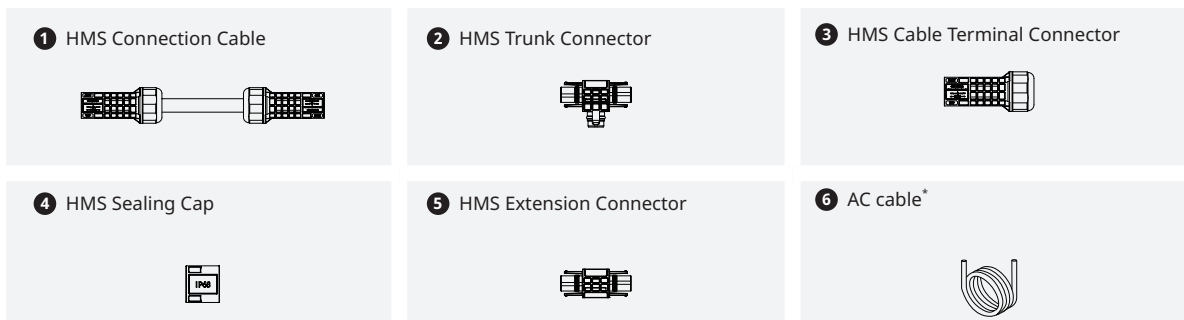 1 HMS Connection Cable
2 HMS Trunk Connector
3 HMS Cable Terminal Connector
4 HMS Sealing Cap
IP68
5 HMS Extension Connector
6 AC cable*